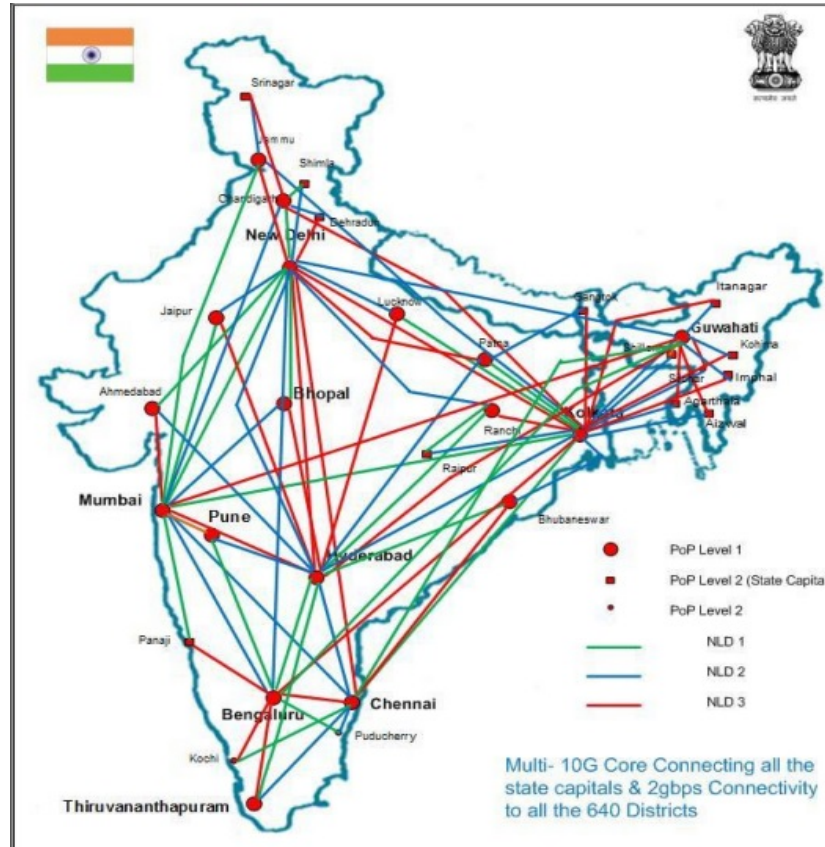 Srinagar
Jammu
Shimla
Chandigarh
Dehradun
New Delhi
Itanagar
Gangtok
Jaipur
Lucknow
Guwahati
Patna
Kohima
Imphal
Ahmedabad
Bhopal
Agarthala
Kolkata
Ranchi
Aizwal
Raipur
Mumbai
Pune
Bhubaneswar
Hyderabad
PoP Level 1
PoP Level 2 (State Capita
PoP Level 2
Panaji
NLD 1
NLD 2
Bengaluru
Chennai
NLD 3
Puducherry
Kochi
Thiruvananthapuram
Multi- 10G Core Connecting all the
state capitals & 2gbps Connectivity
to all the 640 Districts